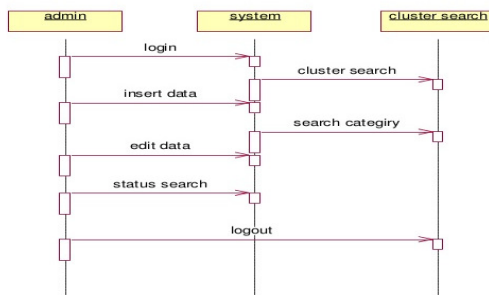 admin
system
cluster search
login
cluster search
insert data
search categiry
edit data
status search
logout